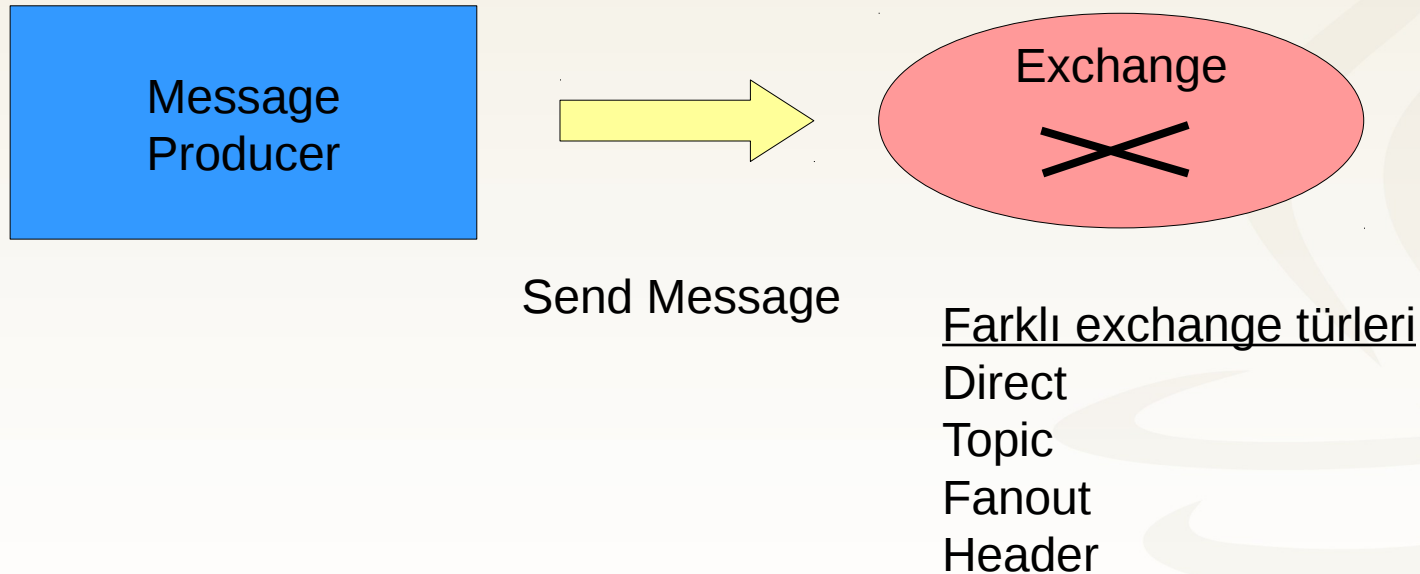 Message
Producer
Exchange
Send Message
Farklı exchange türleri
Direct
Topic
Fanout
Header